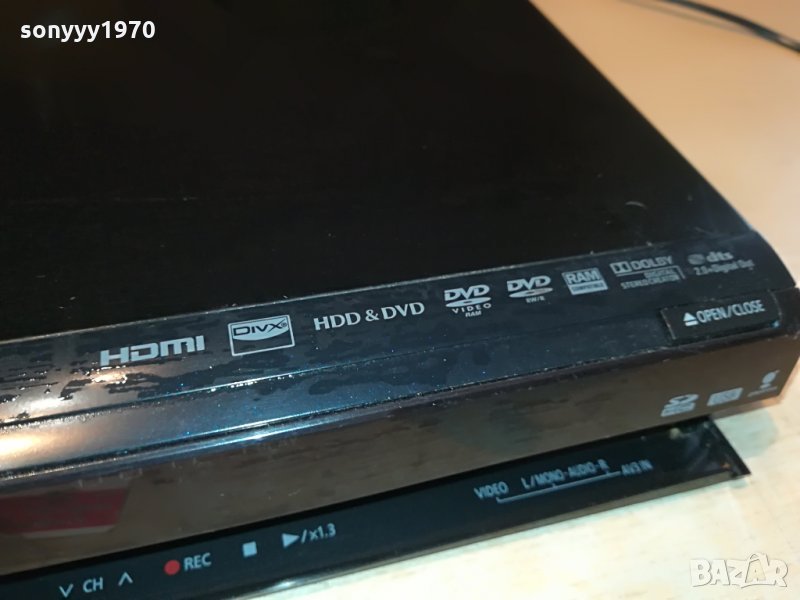 sonyyy1970
HDMI DIVX HDD & DVD DVD VIDEO RAM DVD RW/R RAM COMPATIBLE DOLBY DIGITAL STEREO CREATOR dts 2.0+Digital Out
OPEN/CLOSE
VIDEO L/MONO-AUDIO-R AV3 IN
CH REC /x1.3
BAZAR